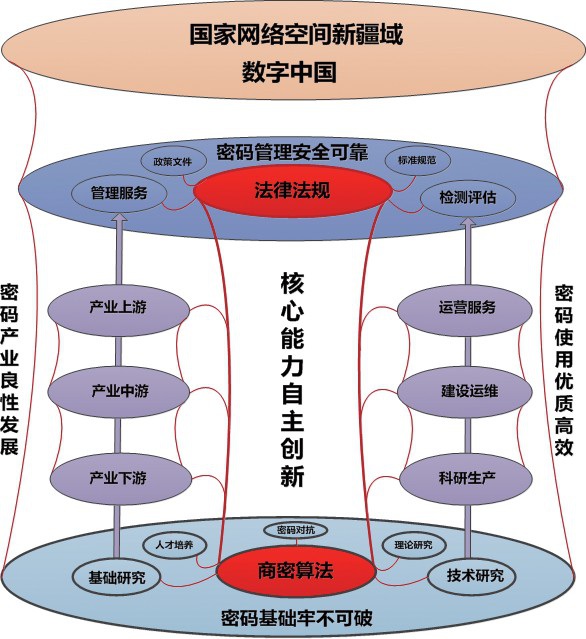 国家网络空间新疆域
数字中国
密码管理安全可靠
政策文件
标准规范
管理服务
法律法规
检测评估
密码产业良性发展
产业上游
产业中游
产业下游
核心能力自主创新
运营服务
建设运维
科研生产
密码使用优质高效
密码对抗
人才培养
理论研究
基础研究
商密算法
技术研究
密码基础牢不可破